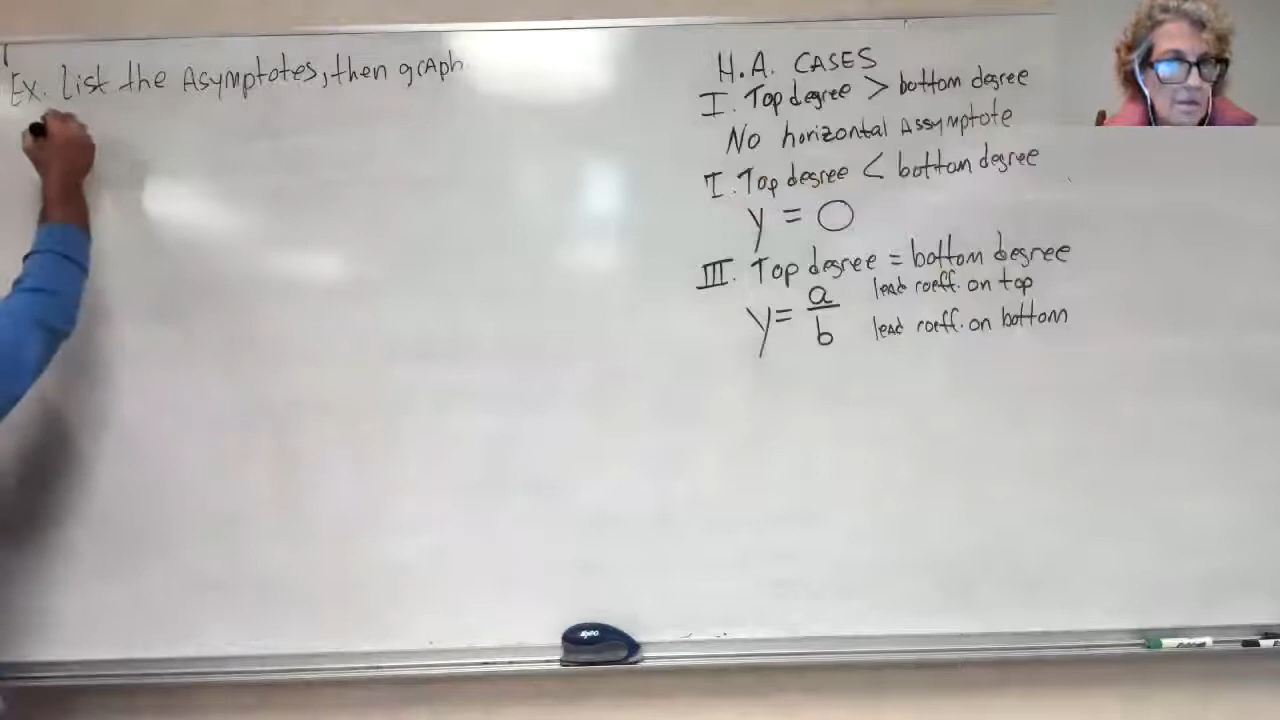 Ex. List the Asymptotes, then graph
H.A. CASES
I. Top degree > bottom degree
No horizontal Assymptote
I. Top degree < bottom degree
y = 0
III. Top degree = bottom degree
y = a/b
lead coeff. on top
lead coeff. on bottom
EXPO